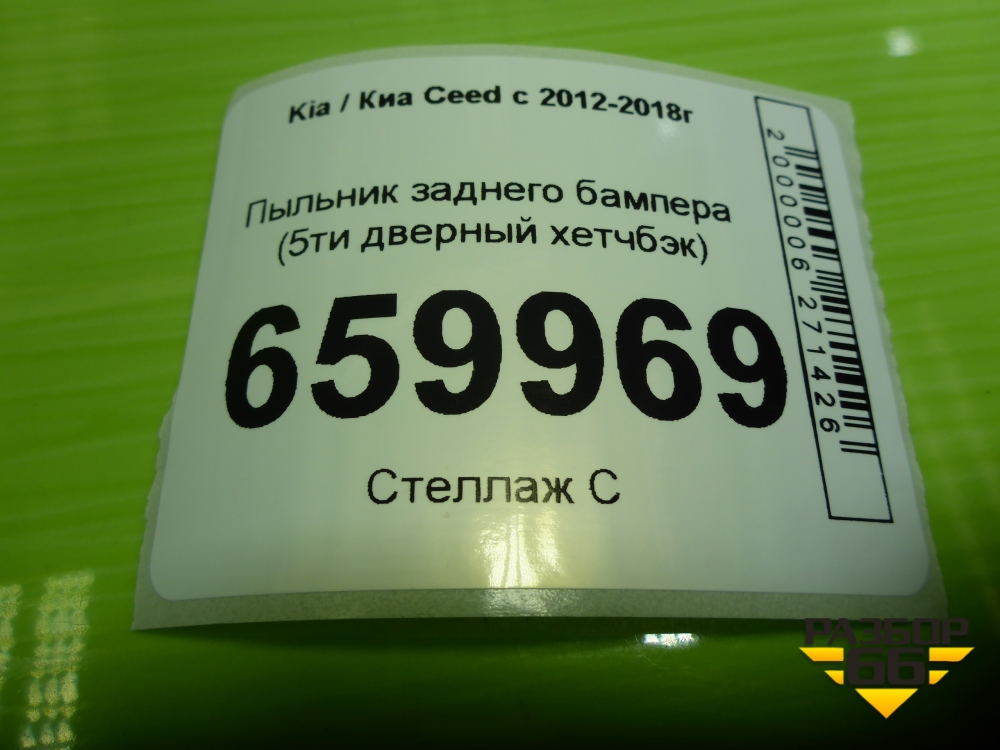 Kia / Киа Ceed с 2012-2018г
Пыльник заднего бампера
(5ти дверный хетчбэк)
659969
Стеллаж С
2000006271426
РАЗБОР
66